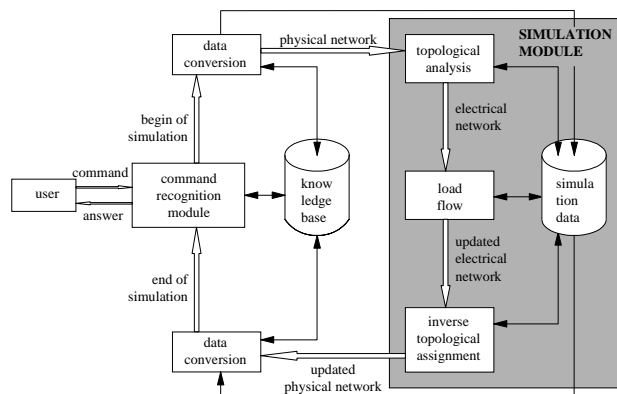 data
conversion
physical network
topological
analysis
SIMULATION
MODULE
begin of
simulation
electrical
network
command
user
answer
command
recognition
module
know
ledge
base
load
flow
simula
tion
data
updated
electrical
network
end of
simulation
data
conversion
updated
physical network
inverse
topological
assignment